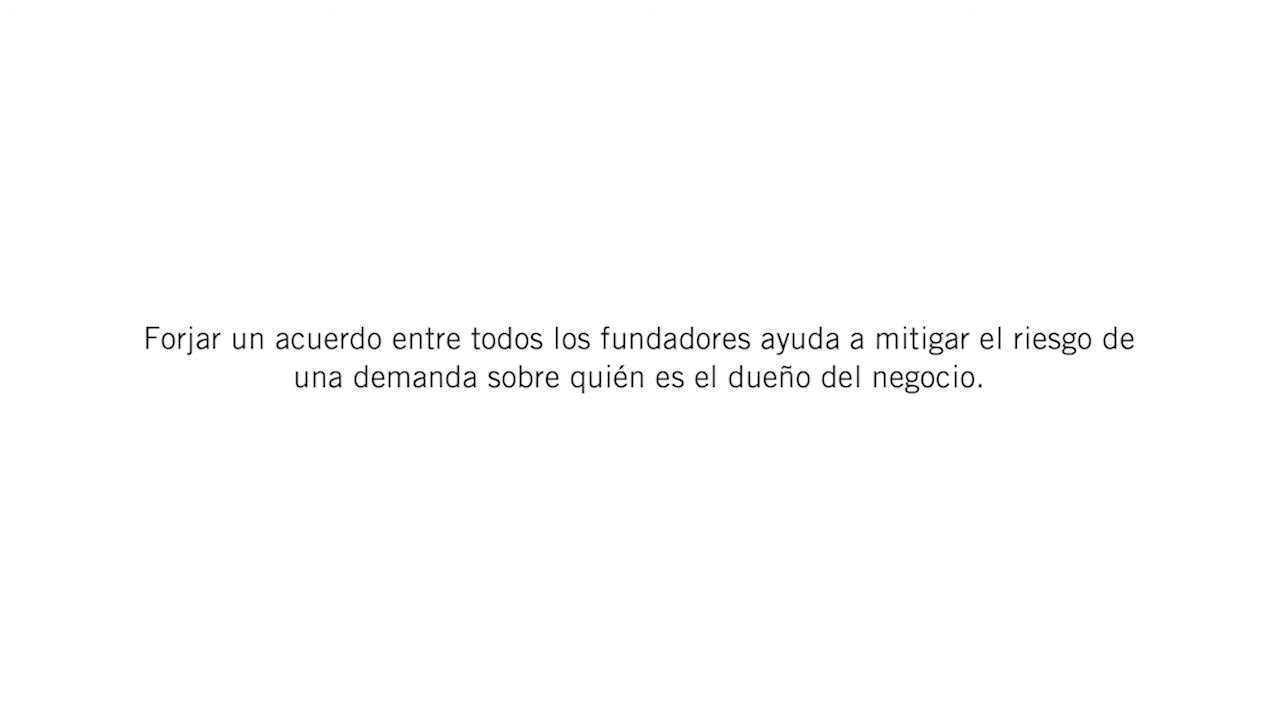 Forjar un acuerdo entre todos los fundadores ayuda a mitigar el riesgo de
una demanda sobre quién es el dueño del negocio.